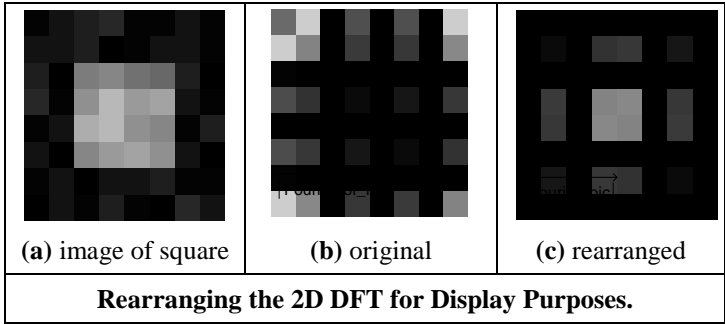 (a) image of square
(b) original
(c) rearranged
Rearranging the 2D DFT for Display Purposes.